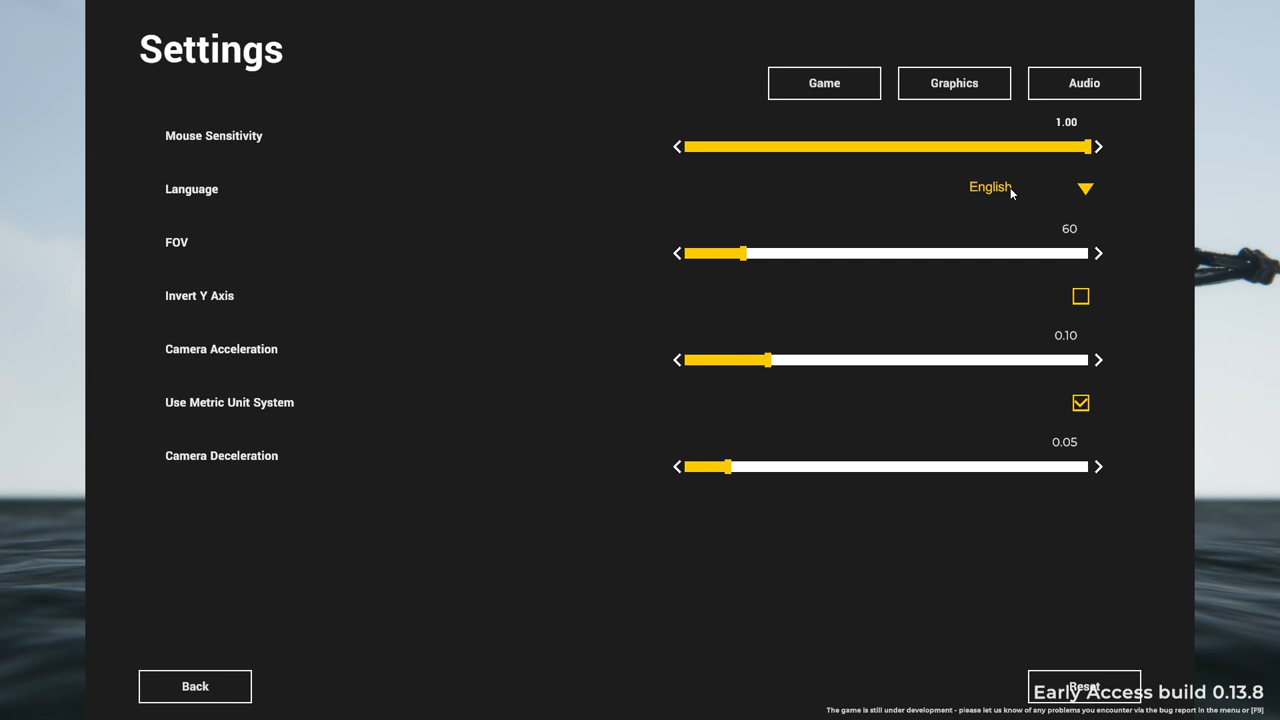 Settings
Game
Graphics
Audio
Mouse Sensitivity
1.00
Language
English
FOV
60
Invert Y Axis
Camera Acceleration
0.10
Use Metric Unit System
Camera Deceleration
0.05
Back
Reset
Early Access build 0.13.8
The game is still under development - please let us know of any problems you encounter via the bug report in the menu or [F9]